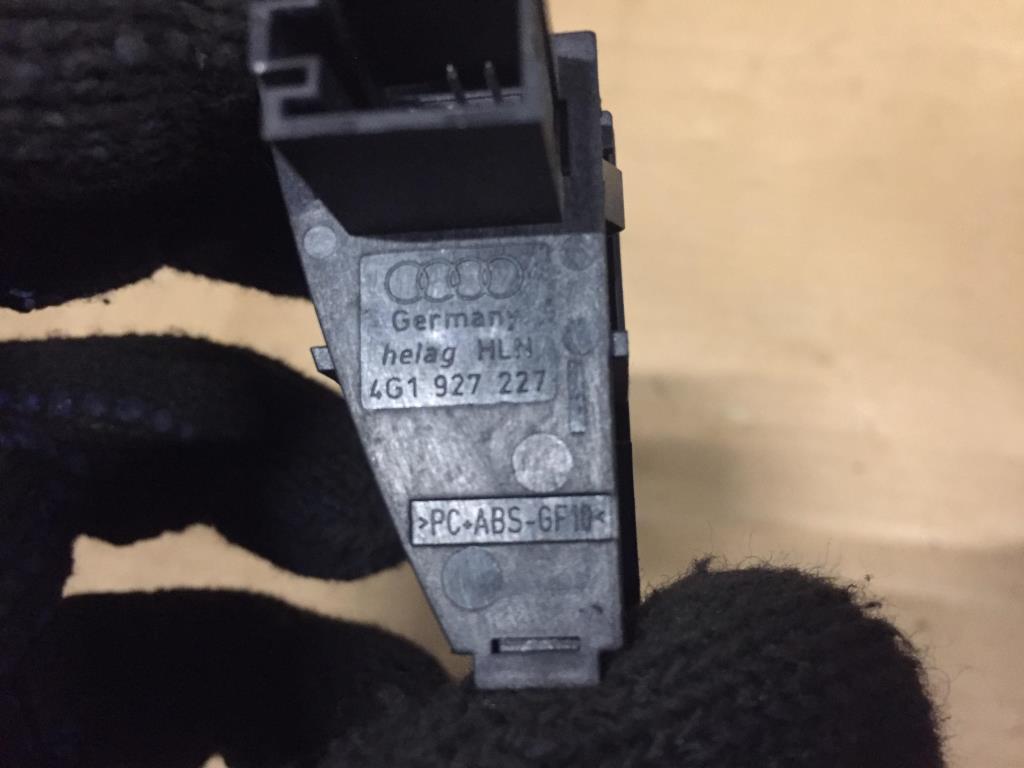 Germany
helag HLN
4G1 927 227
>PC+ABS-GF10<